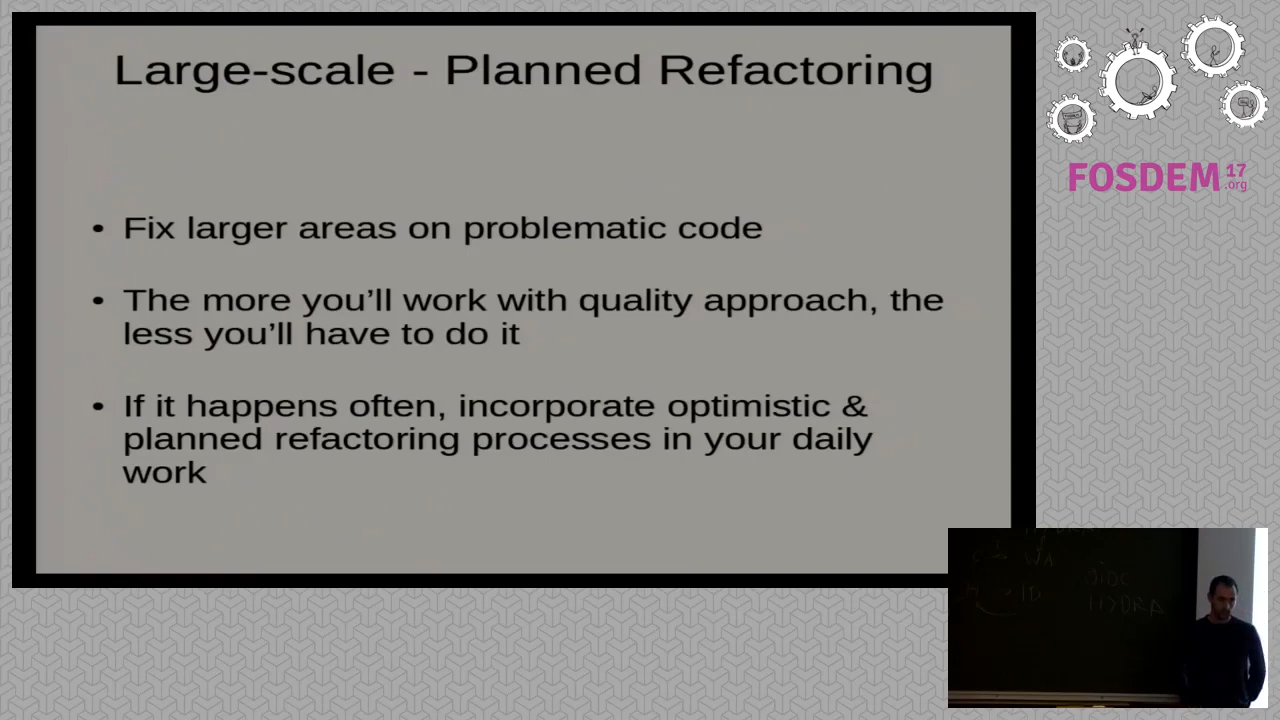 Large-scale - Planned Refactoring
• Fix larger areas on problematic code
• The more you’ll work with quality approach, the
less you’ll have to do it
• If it happens often, incorporate optimistic &
planned refactoring processes in your daily
work
FOSDEM 17
.org
HYDRA